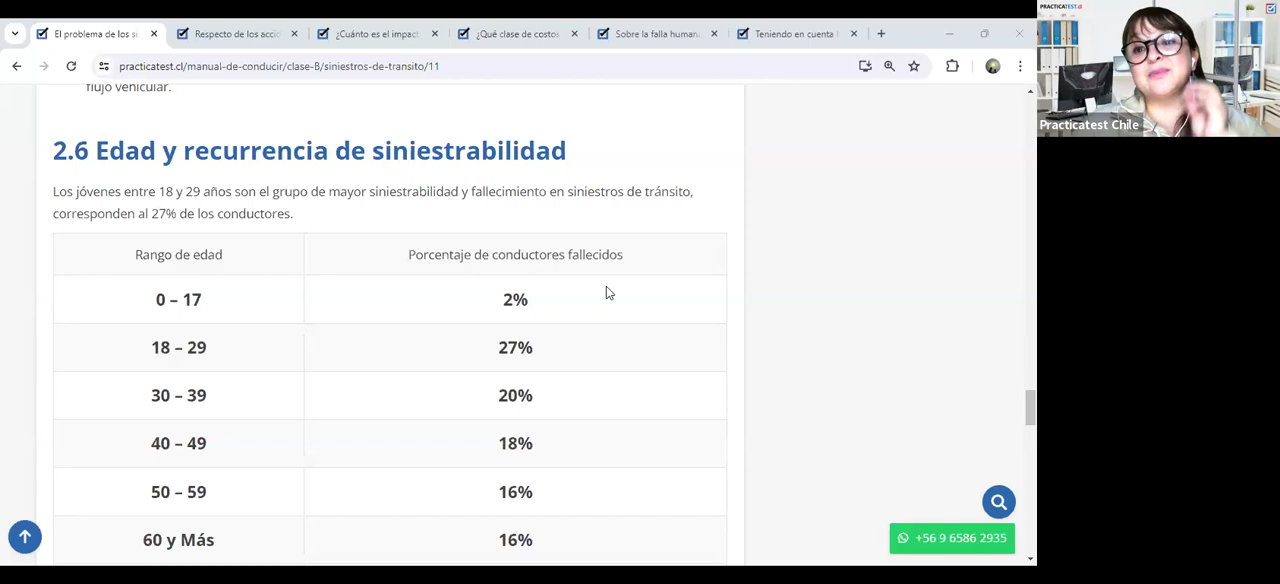 El problema de los si
Respecto de los acci
¿Cuánto es el impact
¿Qué clase de costos
Sobre la falla human
Teniendo en cuenta
practicatest.cl/manual-de-conducir/clase-B/siniestros-de-transito/11
PRACTICATEST.cl
Practicatest Chile
flujo vehicular.
2.6 Edad y recurrencia de siniestrabilidad
Los jóvenes entre 18 y 29 años son el grupo de mayor siniestrabilidad y fallecimiento en siniestros de tránsito,
corresponden al 27% de los conductores.
Rango de edad Porcentaje de conductores fallecidos
0 – 17 2%
18 – 29 27%
30 – 39 20%
40 – 49 18%
50 – 59 16%
60 y Más 16%
+56 9 6586 2935